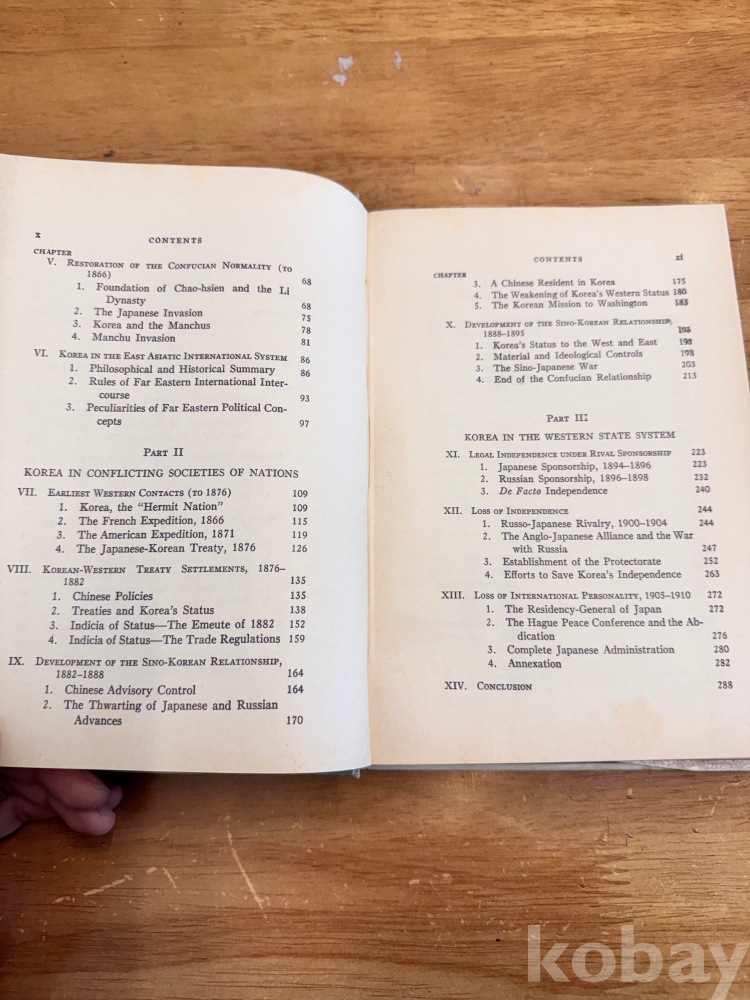 x
CONTENTS
CHAPTER
V. RESTORATION OF THE CONFUCIAN NORMALITY (TO
1866) 68
1. Foundation of Chao-hsien and the Li
Dynasty 68
2. The Japanese Invasion 75
3. Korea and the Manchus 78
4. Manchu Invasion 81
VI. KOREA IN THE EAST ASIATIC INTERNATIONAL SYSTEM 86
1. Philosophical and Historical Summary 86
2. Rules of Far Eastern International Inter-
course 93
3. Peculiarities of Far Eastern Political Con-
cepts 97
PART II
KOREA IN CONFLICTING SOCIETIES OF NATIONS
VII. EARLIEST WESTERN CONTACTS (TO 1876) 109
1. Korea, the "Hermit Nation" 109
2. The French Expedition, 1866 115
3. The American Expedition, 1871 119
4. The Japanese-Korean Treaty, 1876 126
VIII. KOREAN-WESTERN TREATY SETTLEMENTS, 1876–
1882 135
1. Chinese Policies 135
2. Treaties and Korea's Status 138
3. Indicia of Status—The Emeute of 1882 152
4. Indicia of Status—The Trade Regulations 159
IX. DEVELOPMENT OF THE SINO-KOREAN RELATIONSHIP,
1882–1888 164
1. Chinese Advisory Control 164
2. The Thwarting of Japanese and Russian
Advances 170
CONTENTS
xi
CHAPTER
3. A Chinese Resident in Korea 175
4. The Weakening of Korea's Western Status 180
5. The Korean Mission to Washington 183
X. DEVELOPMENT OF THE SINO-KOREAN RELATIONSHIP,
1888–1895
1. Korea's Status to the West and East
2. Material and Ideological Controls 198
3. The Sino-Japanese War 203
4. End of the Confucian Relationship 213
PART III
KOREA IN THE WESTERN STATE SYSTEM
XI. LEGAL INDEPENDENCE UNDER RIVAL SPONSORSHIP 223
1. Japanese Sponsorship, 1894–1896 223
2. Russian Sponsorship, 1896–1898 232
3. De Facto Independence 240
XII. LOSS OF INDEPENDENCE 244
1. Russo-Japanese Rivalry, 1900–1904 244
2. The Anglo-Japanese Alliance and the War
with Russia 247
3. Establishment of the Protectorate 252
4. Efforts to Save Korea's Independence 263
XIII. LOSS OF INTERNATIONAL PERSONALITY, 1905–1910 272
1. The Residency-General of Japan 272
2. The Hague Peace Conference and the Ab-
dication 276
3. Complete Japanese Administration 280
4. Annexation 282
XIV. CONCLUSION 288
kobay